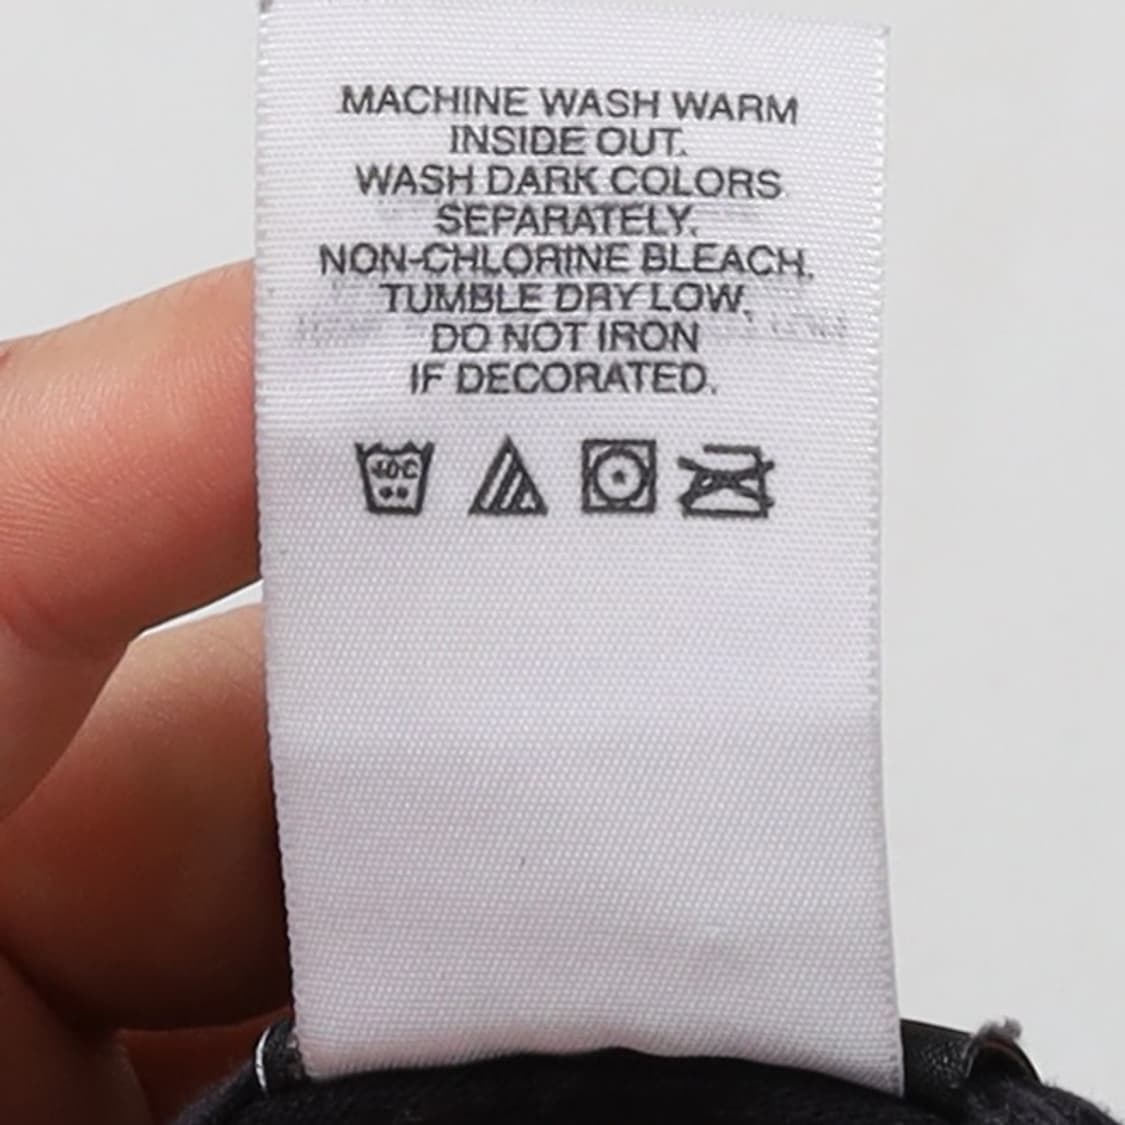 MACHINE WASH WARM
INSIDE OUT.
WASH DARK COLORS
SEPARATELY.
NON-CHLORINE BLEACH.
TUMBLE DRY LOW.
DO NOT IRON
IF DECORATED.
40C